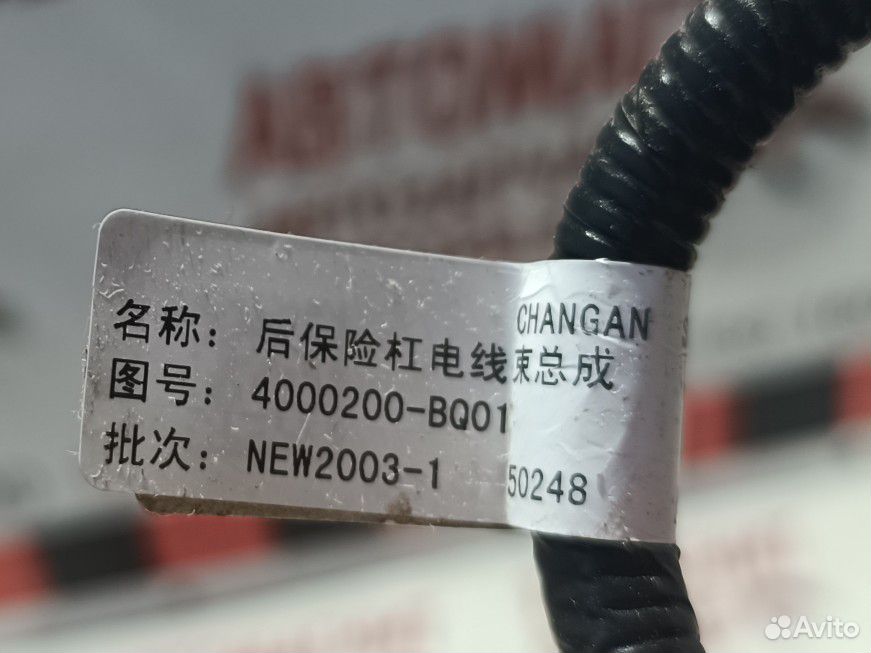 CHANGAN
名称：后保险杠电线束总成
图号：4000200-BQ01
批次：NEW2003-1 50248
Avito